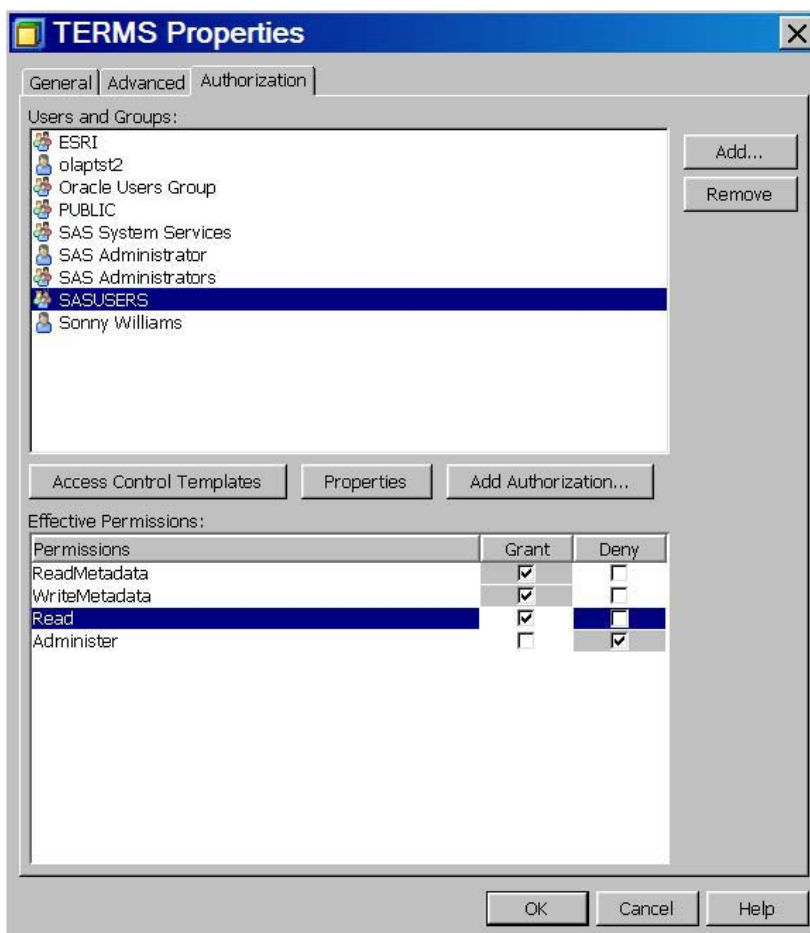 TERMS Properties
General Advanced Authorization
Users and Groups:
ESRI
olaptst2
Oracle Users Group
PUBLIC
SAS System Services
SAS Administrator
SAS Administrators
SASUSERS
Sonny Williams
Add...
Remove
Access Control Templates Properties Add Authorization...
Effective Permissions:
Permissions Grant Deny
ReadMetadata
WriteMetadata
Read
Administer
OK Cancel Help